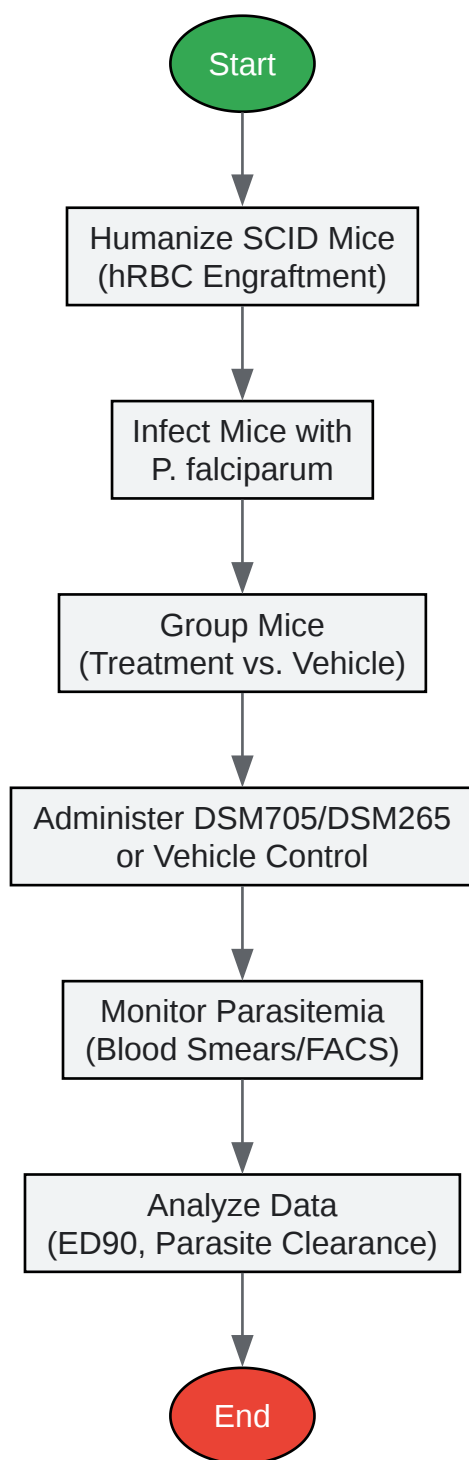 Start
Humanize SCID Mice
(hRBC Engraftment)
Infect Mice with
P. falciparum
Group Mice
(Treatment vs. Vehicle)
Administer DSM705/DSM265
or Vehicle Control
Monitor Parasitemia
(Blood Smears/FACS)
Analyze Data
(ED90, Parasite Clearance)
End